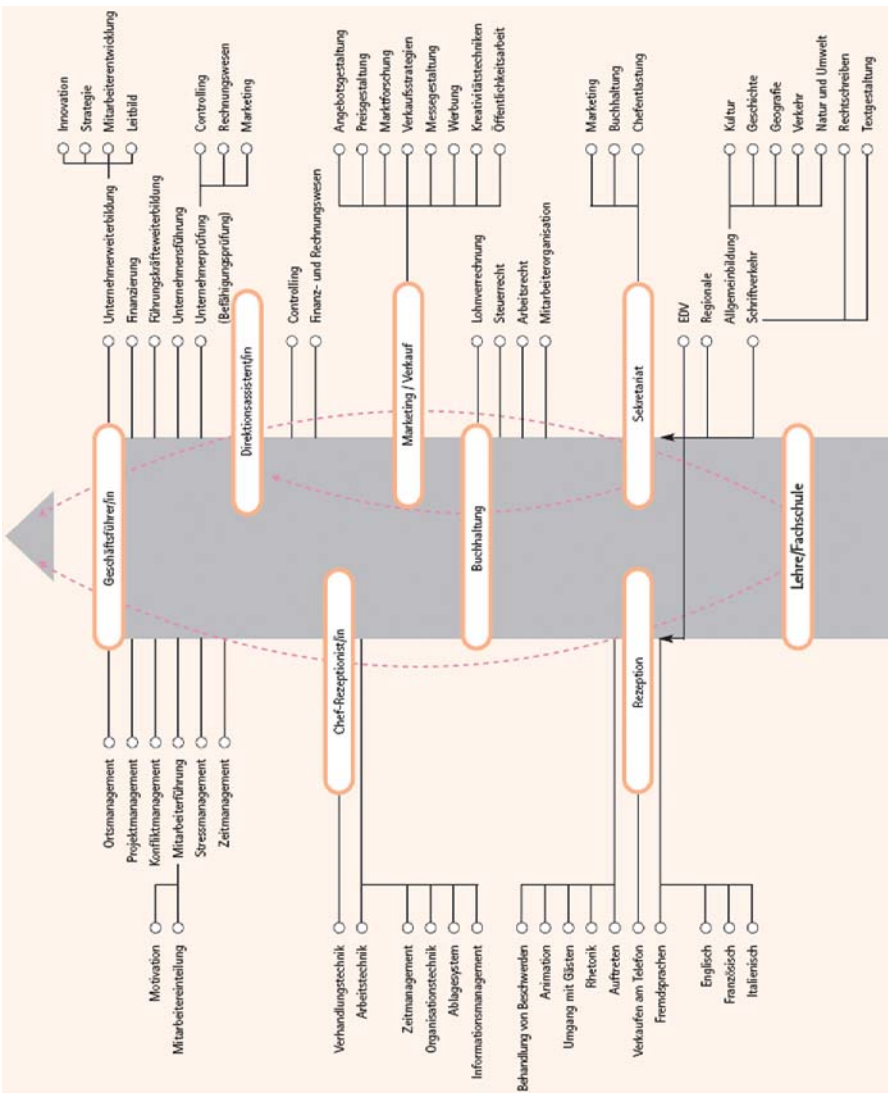 Innovation
Strategie
Mitarbeiterentwicklung
Leitbild
Unternehmerweiterbildung
Finanzierung
Führungskräfteweiterbildung
Unternehmensführung
Unternehmerprüfung
(Befähigungsprüfung)
Controlling
Rechnungswesen
Marketing
Geschäftsführer/in
Ortsmanagement
Projektmanagement
Konfliktmanagement
Mitarbeiterführung
Stressmanagement
Zeitmanagement
Motivation
Mitarbeitereinteilung
Direktionsassistent/in
Controlling
Finanz- und Rechnungswesen
Chef-Rezeptionist/in
Verhandlungstechnik
Arbeitstechnik
Zeitmanagement
Organisationstechnik
Ablagesystem
Informationsmanagement
Marketing / Verkauf
Angebotsgestaltung
Preisgestaltung
Marktforschung
Verkaufsstrategien
Messegestaltung
Werbung
Kreativitätstechniken
Öffentlichkeitsarbeit
Buchhaltung
Lohnverrechnung
Steuerrecht
Arbeitsrecht
Mitarbeiterorganisation
Sekretariat
Marketing
Buchhaltung
Chefentlastung
Rezeption
Behandlung von Beschwerden
Animation
Umgang mit Gästen
Rhetorik
Auftreten
Verkaufen am Telefon
Fremdsprachen
Englisch
Französisch
Italienisch
EDV
Regionale
Allgemeinbildung
Schriftverkehr
Kultur
Geschichte
Geografie
Verkehr
Natur und Umwelt
Rechtschreiben
Textgestaltung
Lehre/Fachschule